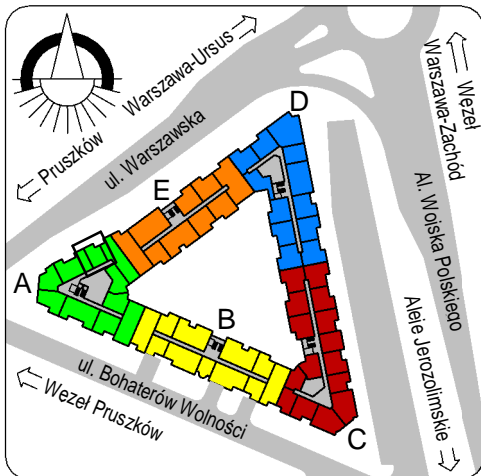 Warszawa-Ursus
Pruszków
ul. Warszawska
Węzeł
Warszawa-Zachód
Al. Wojska Polskiego
Aleje Jerozolimskie
D
E
A
B
C
ul. Bohaterów Wolności
Węzeł Pruszków